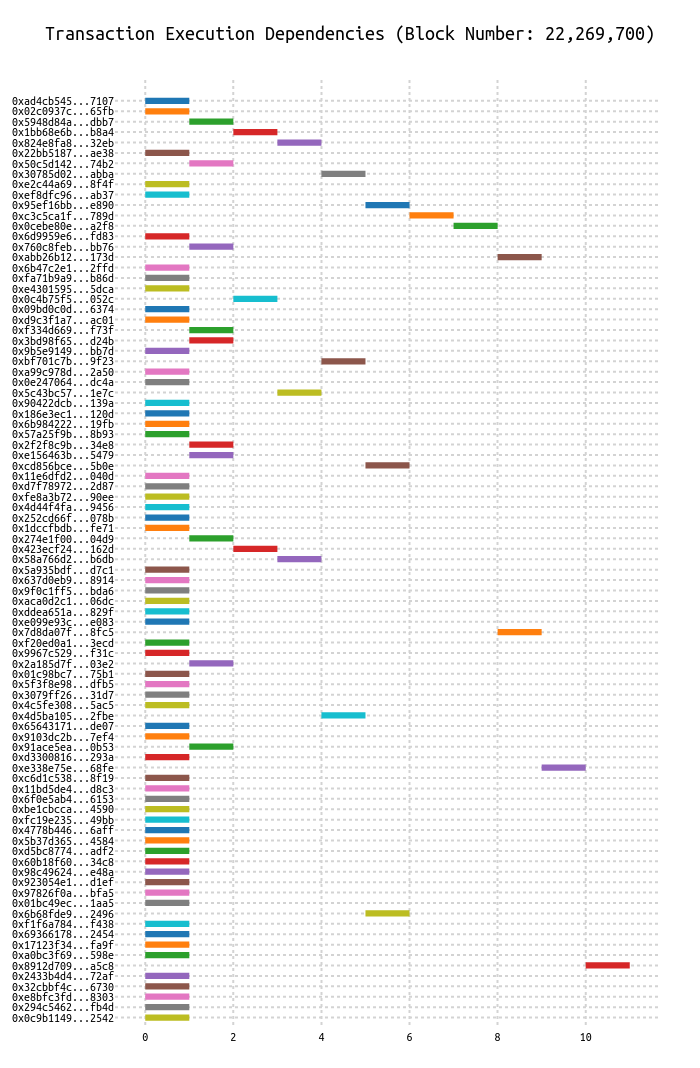 Transaction Execution Dependencies (Block Number: 22,269,700)
0xad4cb545...7107
0x02c0937c...65fb
0x5948d84a...dbb7
0x1bb68e6b...b8a4
0x824e8fa8...32eb
0x22bb5187...ae38
0x50c5d142...74b2
0x30785d02...abba
0xe2c44a69...8f4f
0xef8dfc96...ab37
0x95ef16bb...e890
0xc3c5ca1f...789d
0x0cebe80e...a2f8
0x6d9959e6...fd83
0x760c8feb...bb76
0xabb26b12...173d
0x6b47c2e1...2ffd
0xfa71b9a9...b86d
0xe4301595...5dca
0x0c4b75f5...052c
0x09bd0c0d...6374
0xd9c3f1a7...ac01
0xf334d669...f73f
0x3bd98f65...d24b
0x9b5e9149...bb7d
0xbf701c7b...9f23
0xa99c978d...2a50
0x0e247064...dc4a
0x5c43bc57...1e7c
0x90422dcb...139a
0x186e3ec1...120d
0x6b984222...19fb
0x57a25f9b...8b93
0x2f2f8c9b...34e8
0xe156463b...5479
0xcd856bce...5b0e
0x11e6dfd2...040d
0xd7f78972...2d87
0xfe8a3b72...90ee
0x4d44f4fa...9456
0x252cd66f...078b
0x1dccfbdb...fe71
0x274e1f00...04d9
0x423ecf24...162d
0x58a766d2...b6db
0x5a935bdf...d7c1
0x637d0eb9...8914
0x9f0c1ff5...bda6
0xaca0d2c1...06dc
0xddea651a...829f
0xe099e93c...e083
0x7d8da07f...8fc5
0xf20ed0a1...3ecd
0x9967c529...f31c
0x2a185d7f...03e2
0x01c98bc7...75b1
0x5f3f8e98...dfb5
0x3079ff26...31d7
0x4c5fe308...5ac5
0x4d5ba105...2fbe
0x65643171...de07
0x9103dc2b...7ef4
0x91ace5ea...0b53
0xd3300816...293a
0xe338e75e...68fe
0xc6d1c538...8f19
0x11bd5de4...d8c3
0x6f0e5ab4...6153
0xbe1cbcca...4590
0xfc19e235...49bb
0x4778b446...6aff
0x5b37d365...4584
0xd5bc8774...adf2
0x60b18f60...34c8
0x98c49624...e48a
0x923054e1...d1ef
0x97826f0a...bfa5
0x01bc49ec...1aa5
0x6b68fde9...2496
0xf1f6a784...f438
0x69366178...2454
0x17123f34...fa9f
0xa0bc3f69...598e
0x8912d709...a5c8
0x2433b4d4...72af
0x32cbbf4c...6730
0xe8bfc3fd...8303
0x294c5462...fb4d
0x0c9b1149...2542
0 2 4 6 8 10